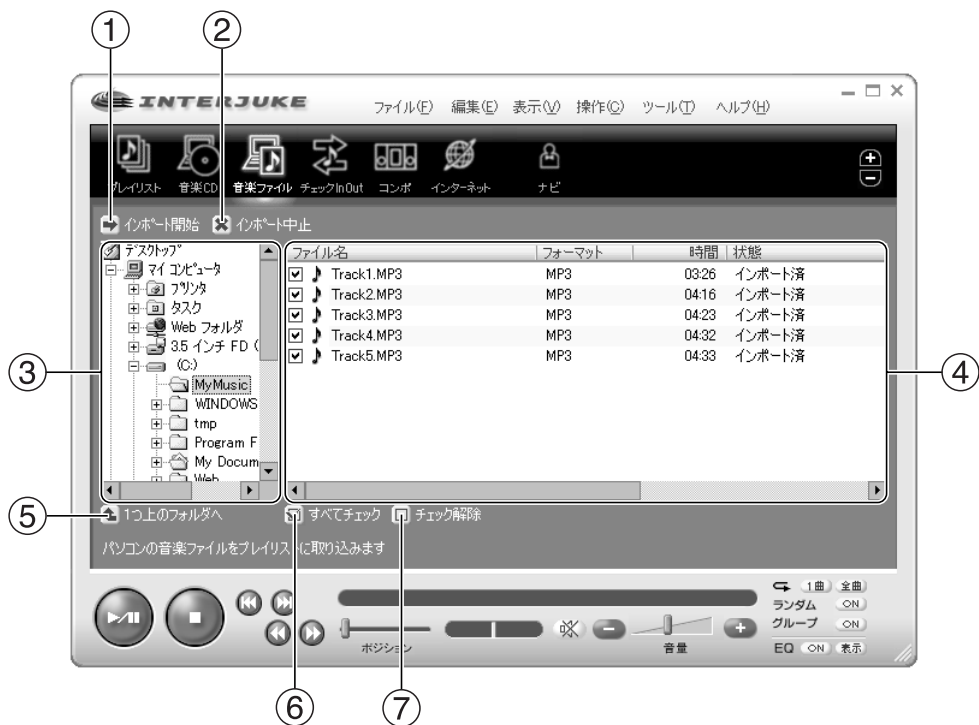 ① ②
INTERJUKE
ファイル(F) 編集(E) 表示(V) 操作(C) ツール(T) ヘルプ(H)
プレイリスト 音楽CD 音楽ファイル チェックInOut コンポ インターネット ナビ
インポート開始 インポート中止
デスクトップ
マイ コンピュータ
プリンタ
タスク
Web フォルダ
3.5 インチ FD (
(C:)
MyMusic
WINDOWS
tmp
Program F
My Docum
Web
ファイル名 フォーマット 時間 状態
Track1.MP3 MP3 03:26 インポート済
Track2.MP3 MP3 04:16 インポート済
Track3.MP3 MP3 04:23 インポート済
Track4.MP3 MP3 04:32 インポート済
Track5.MP3 MP3 04:33 インポート済
③ ④
⑤ 1つ上のフォルダへ すべてチェック チェック解除
パソコンの音楽ファイルをプレイリストに取り込みます
1曲 全曲
ランダム ON
グループ ON
EQ ON 表示
ポジション 音量
⑥ ⑦